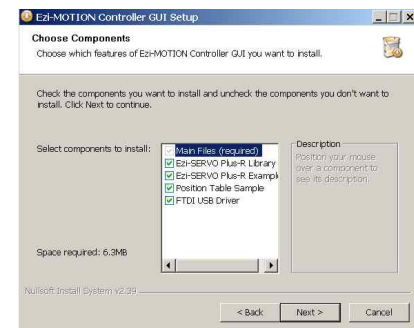 Ezi-MOTION Controller GUI Setup
Choose Components
Choose which features of Ezi-MOTION Controller GUI you want to install.
Check the components you want to install and uncheck the components you don't want to
install. Click Next to continue.
Select components to install:
Main Files (required)
Ezi-SERVO Plus-R Library
Ezi-SERVO Plus-R Exampl
Position Table Sample
FTDI USB Driver
Description
Position your mouse
over a component to
see its description.
Space required: 6.3MB
Nullsoft Install System v2.39
< Back
Next >
Cancel